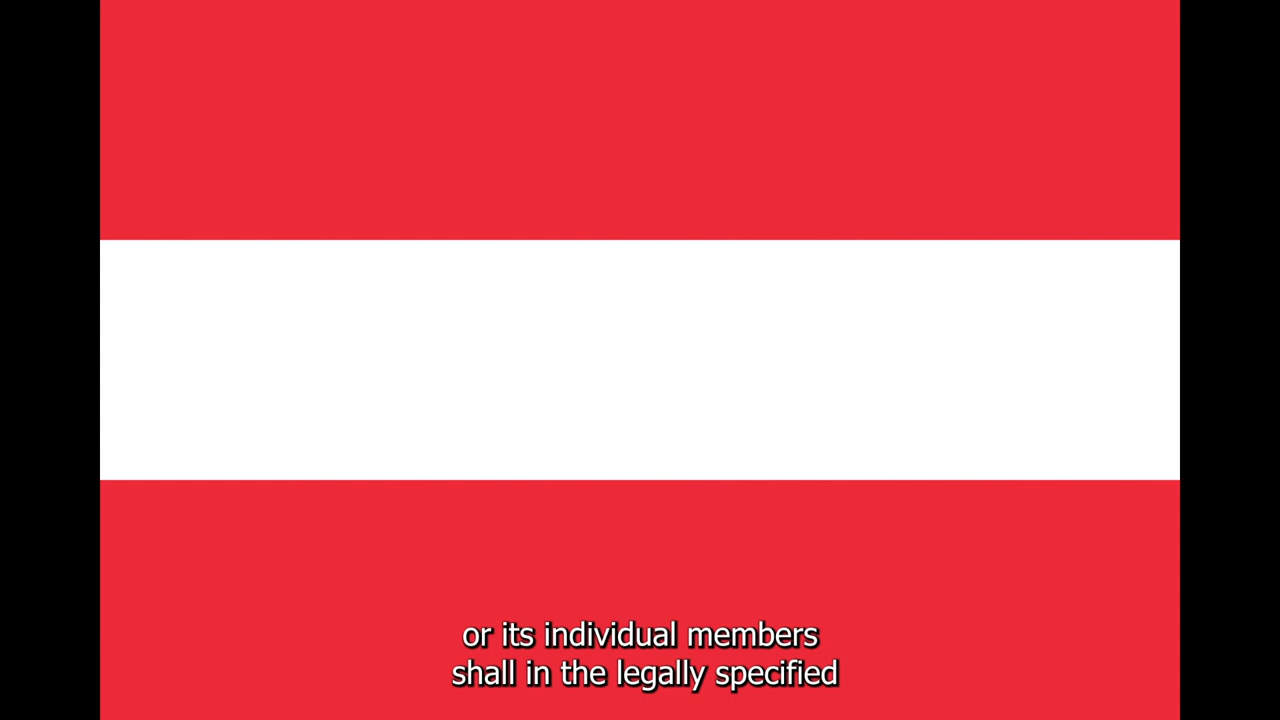 or its individual members
shall in the legally specified